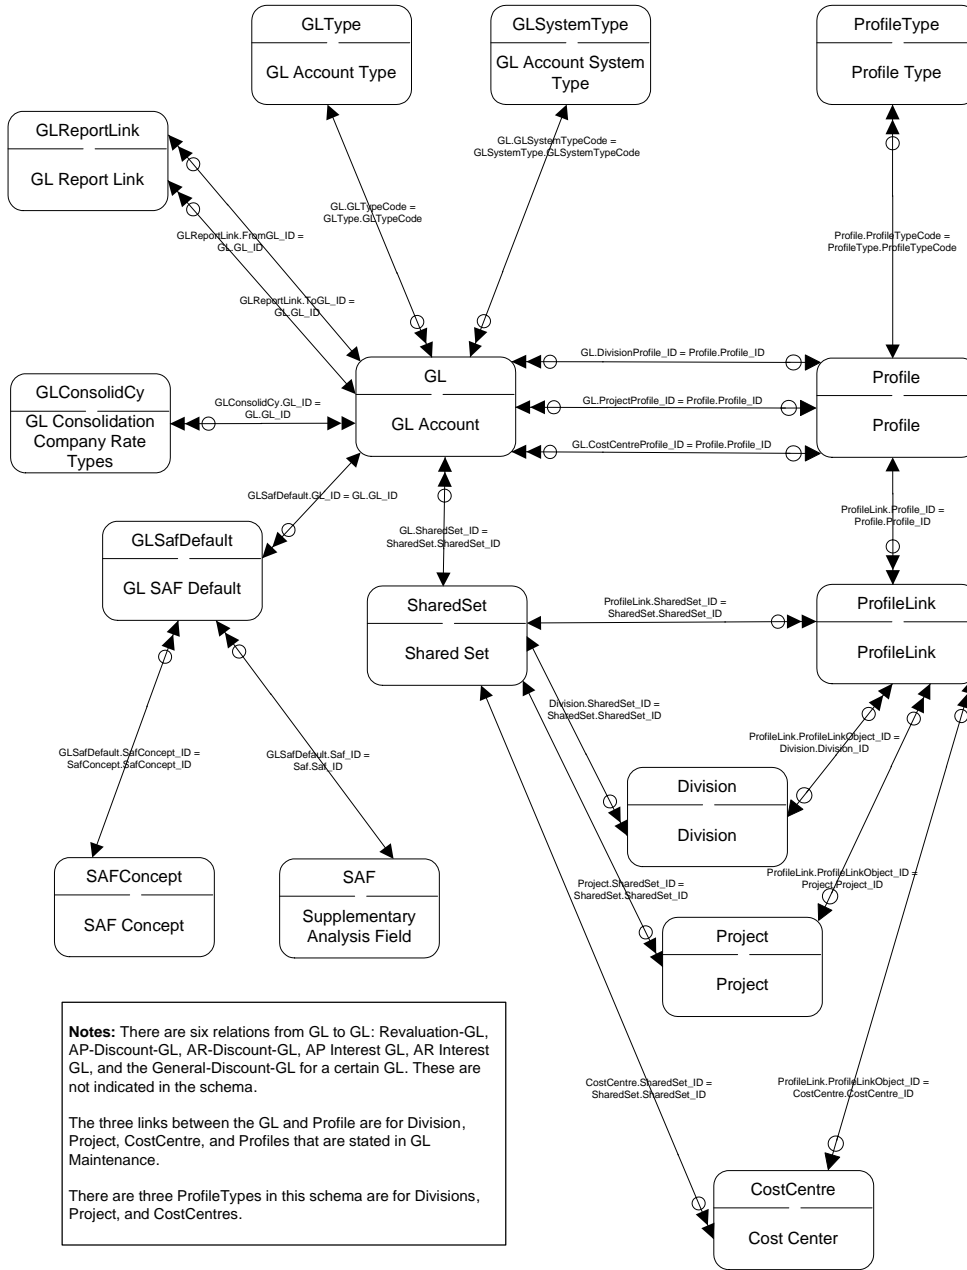 GLType
GL Account Type
GLSystemType
GL Account System
Type
ProfileType
Profile Type
GLReportLink
GL Report Link
GL.GLSystemTypeCode =
GLSystemType.GLSystemTypeCode
GL.GLTypeCode =
GLType.GLTypeCode
GLReportLink.FromGL_ID =
GL.GL_ID
Profile.ProfileTypeCode =
ProfileType.ProfileTypeCode
GLReportLink.ToGL_ID =
GL.GL_ID
GL
GL Account
GL.DivisionProfile_ID = Profile.Profile_ID
GL.ProjectProfile_ID = Profile.Profile_ID
GL.CostCentreProfile_ID = Profile.Profile_ID
Profile
Profile
GLConsolidCy
GL Consolidation
Company Rate
Types
GLConsolidCy.GL_ID =
GL.GL_ID
GLSafDefault.GL_ID = GL.GL_ID
GLSafDefault
GL SAF Default
GL.SharedSet_ID =
SharedSet.SharedSet_ID
ProfileLink.Profile_ID =
Profile.Profile_ID
SharedSet
Shared Set
ProfileLink.SharedSet_ID =
SharedSet.SharedSet_ID
ProfileLink
ProfileLink
Division.SharedSet_ID =
SharedSet.SharedSet_ID
ProfileLink.ProfileLinkObject_ID =
Division.Division_ID
GLSafDefault.SafConcept_ID =
SafConcept.SafConcept_ID
GLSafDefault.Saf_ID =
Saf.Saf_ID
Division
Division
SAFConcept
SAF Concept
SAF
Supplementary
Analysis Field
Project.SharedSet_ID =
SharedSet.SharedSet_ID
ProfileLink.ProfileLinkObject_ID =
Project.Project_ID
Project
Project
Notes: There are six relations from GL to GL: Revaluation-GL,
AP-Discount-GL, AR-Discount-GL, AP Interest GL, AR Interest
GL, and the General-Discount-GL for a certain GL. These are
not indicated in the schema.
The three links between the GL and Profile are for Division,
Project, CostCentre, and Profiles that are stated in GL
Maintenance.
There are three ProfileTypes in this schema are for Divisions,
Project, and CostCentres.
CostCentre.SharedSet_ID =
SharedSet.SharedSet_ID
ProfileLink.ProfileLinkObject_ID =
CostCentre.CostCentre_ID
CostCentre
Cost Center